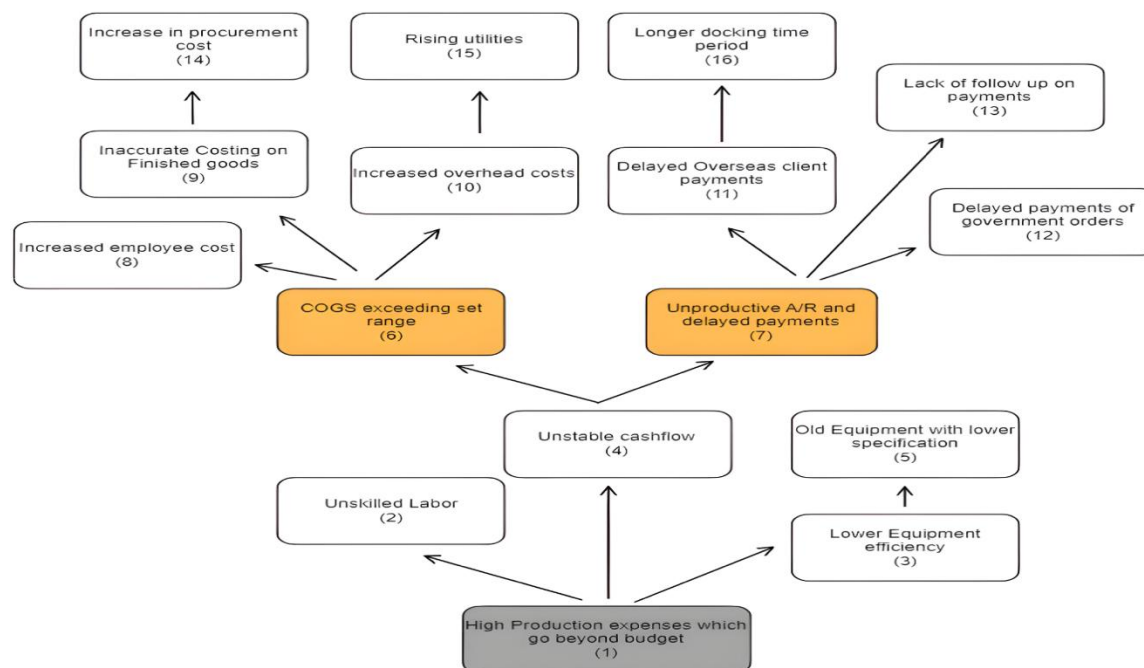 Increase in procurement
cost
(14)
Rising utilities
(15)
Longer docking time
period
(16)
Lack of follow up on
payments
(13)
Inaccurate Costing on
Finished goods
(9)
Increased overhead costs
(10)
Delayed Overseas client
payments
(11)
Delayed payments of
government orders
(12)
Increased employee cost
(8)
COGS exceeding set
range
(6)
Unproductive A/R and
delayed payments
(7)
Unstable cashflow
(4)
Old Equipment with lower
specification
(5)
Unskilled Labor
(2)
Lower Equipment
efficiency
(3)
High Production expenses which
go beyond budget
(1)